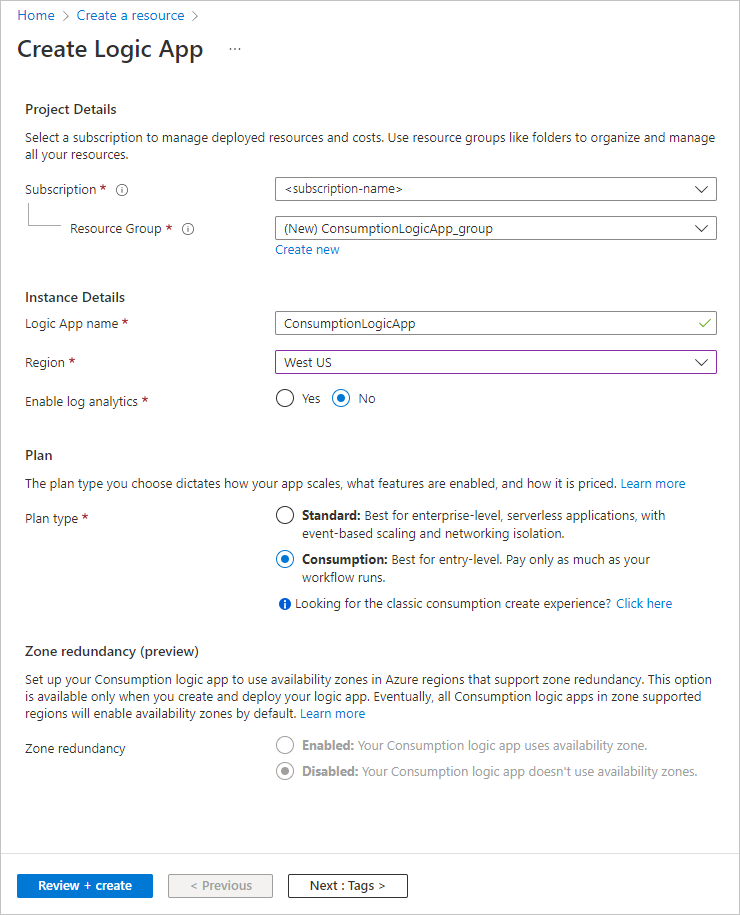 Home > Create a resource >
Create Logic App ...
Project Details
Select a subscription to manage deployed resources and costs. Use resource groups like folders to organize and manage
all your resources.
Subscription * <subscription-name>
Resource Group * (New) ConsumptionLogicApp_group
Create new
Instance Details
Logic App name * ConsumptionLogicApp
Region * West US
Enable log analytics * Yes No
Plan
The plan type you choose dictates how your app scales, what features are enabled, and how it is priced. Learn more
Plan type * Standard: Best for enterprise-level, serverless applications, with
event-based scaling and networking isolation.
Consumption: Best for entry-level. Pay only as much as your
workflow runs.
Looking for the classic consumption create experience? Click here
Zone redundancy (preview)
Set up your Consumption logic app to use availability zones in Azure regions that support zone redundancy. This option
is available only when you create and deploy your logic app. Eventually, all Consumption logic apps in zone supported
regions will enable availability zones by default. Learn more
Zone redundancy Enabled: Your Consumption logic app uses availability zone.
Disabled: Your Consumption logic app doesn't use availability zones.
Review + create < Previous Next : Tags >